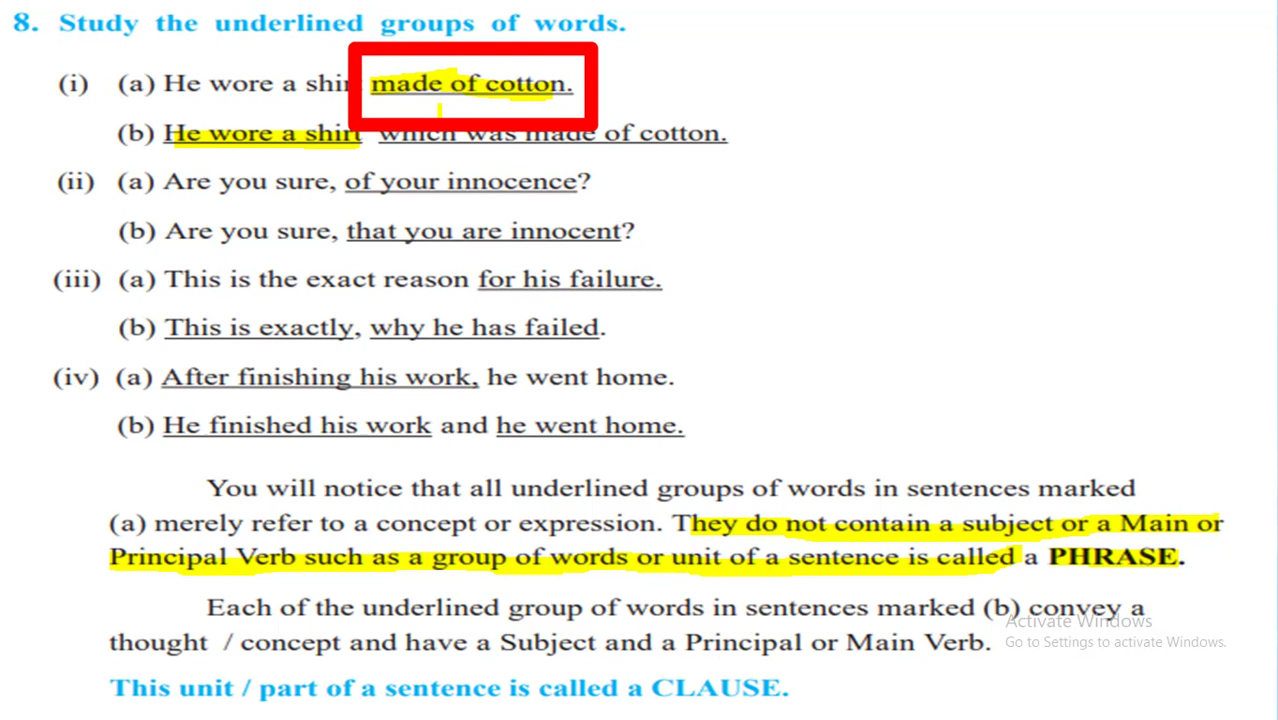 8. Study the underlined groups of words.
(i) (a) He wore a shirt made of cotton.
(b) He wore a shirt which was made of cotton.
(ii) (a) Are you sure, of your innocence?
(b) Are you sure, that you are innocent?
(iii) (a) This is the exact reason for his failure.
(b) This is exactly, why he has failed.
(iv) (a) After finishing his work, he went home.
(b) He finished his work and he went home.
You will notice that all underlined groups of words in sentences marked
(a) merely refer to a concept or expression. They do not contain a subject or a Main or
Principal Verb such as a group of words or unit of a sentence is called a PHRASE.
Each of the underlined group of words in sentences marked (b) convey a
thought / concept and have a Subject and a Principal or Main Verb.
Activate Windows
Go to Settings to activate Windows.
This unit / part of a sentence is called a CLAUSE.